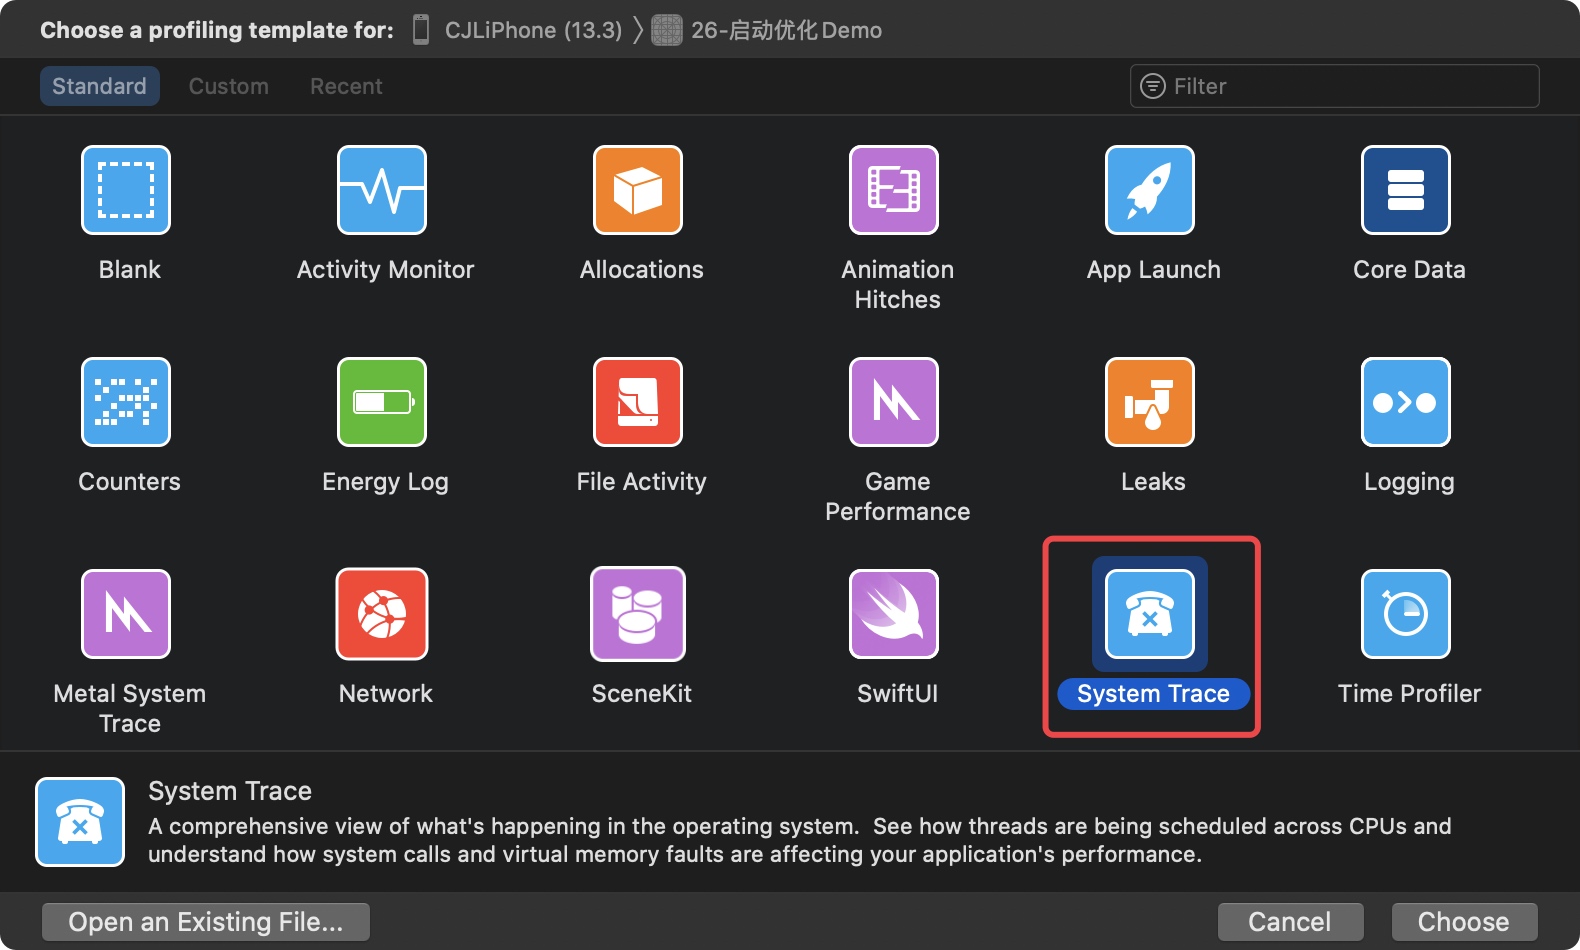 Choose a profiling template for: CJLiPhone (13.3) 26-启动优化Demo
Standard Custom Recent Filter
Blank
Activity Monitor
Allocations
Animation
Hitches
App Launch
Core Data
Counters
Energy Log
File Activity
Game
Performance
Leaks
Logging
Metal System
Trace
Network
SceneKit
SwiftUI
System Trace
Time Profiler
System Trace
A comprehensive view of what's happening in the operating system.  See how threads are being scheduled across CPUs and
understand how system calls and virtual memory faults are affecting your application's performance.
Open an Existing File... Cancel Choose